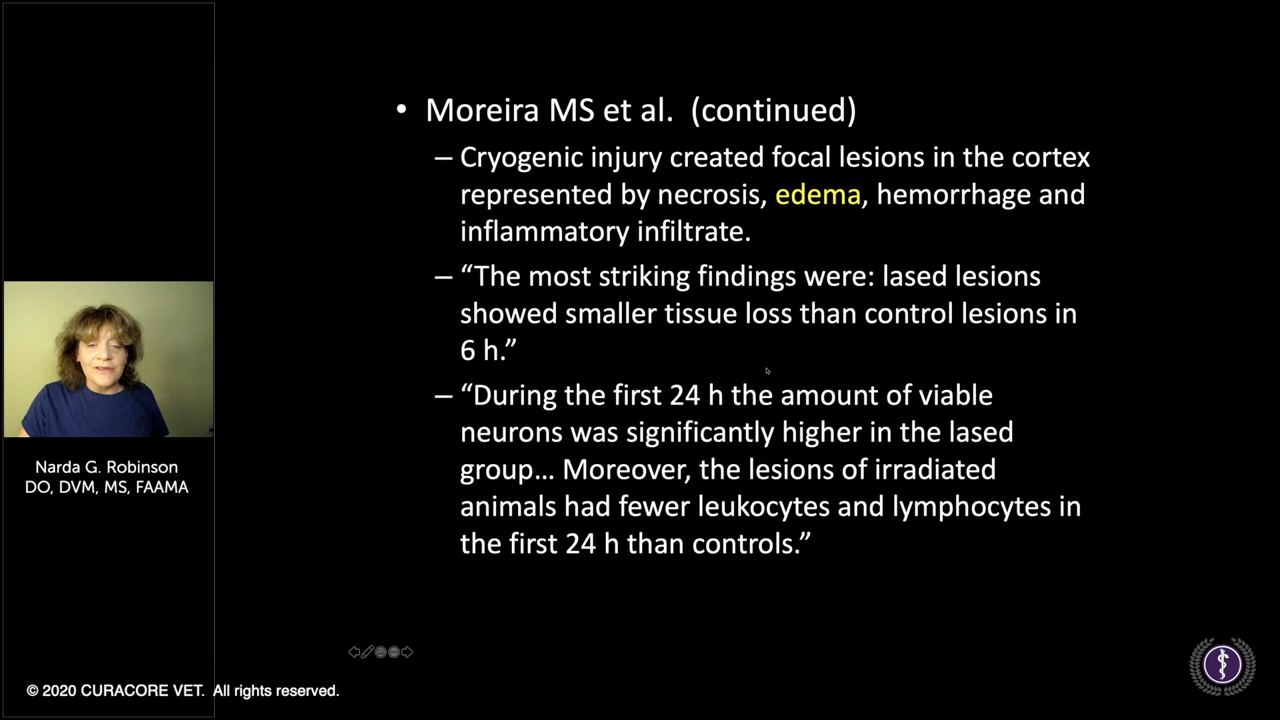 • Moreira MS et al. (continued)
– Cryogenic injury created focal lesions in the cortex
represented by necrosis, edema, hemorrhage and
inflammatory infiltrate.
– “The most striking findings were: lased lesions
showed smaller tissue loss than control lesions in
6 h.”
– “During the first 24 h the amount of viable
neurons was significantly higher in the lased
group… Moreover, the lesions of irradiated
animals had fewer leukocytes and lymphocytes in
the first 24 h than controls.”
Narda G. Robinson
DO, DVM, MS, FAAMA
© 2020 CURACORE VET. All rights reserved.